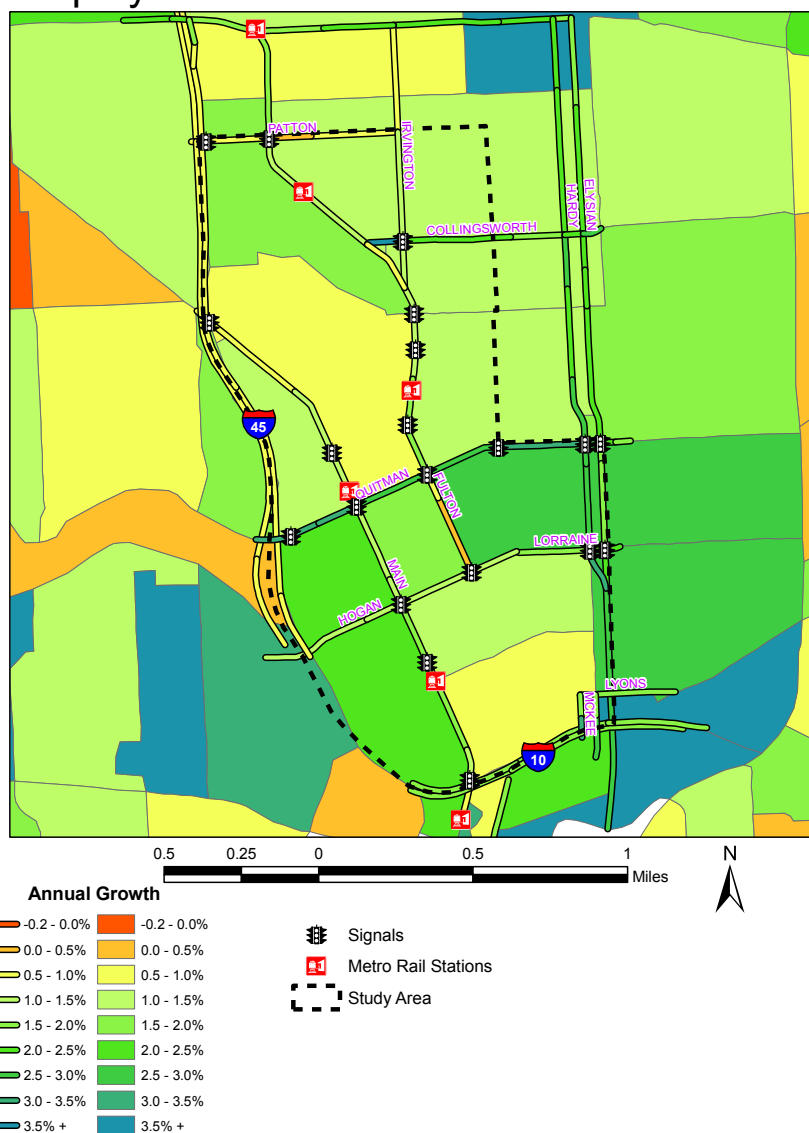 PATTON
IRVINGTON
COLLINGSWORTH
HARDY
ELYSIAN
45
QUITMAN
FULTON
LORRAINE
MAIN
HOGAN
LYONS
MCKEE
10
0.5 0.25 0 0.5 1
Miles
N
Annual Growth
-0.2 - 0.0% -0.2 - 0.0%
0.0 - 0.5% 0.0 - 0.5%
0.5 - 1.0% 0.5 - 1.0%
1.0 - 1.5% 1.0 - 1.5%
1.5 - 2.0% 1.5 - 2.0%
2.0 - 2.5% 2.0 - 2.5%
2.5 - 3.0% 2.5 - 3.0%
3.0 - 3.5% 3.0 - 3.5%
3.5% + 3.5% +
Signals
Metro Rail Stations
Study Area